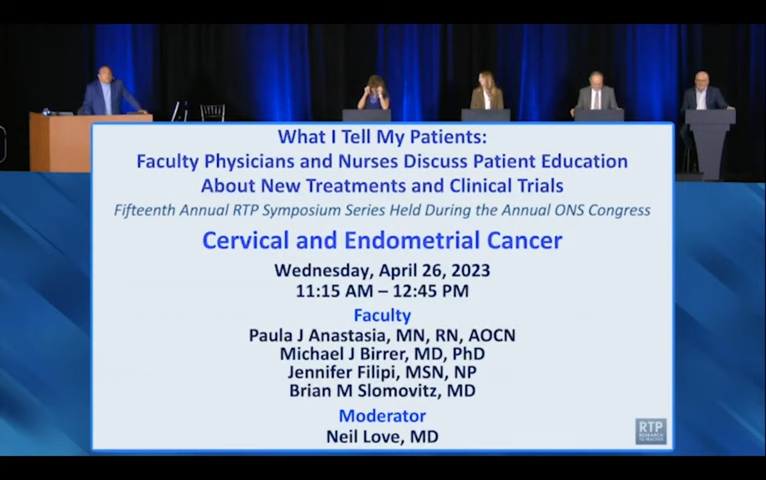 What I Tell My Patients:
Faculty Physicians and Nurses Discuss Patient Education
About New Treatments and Clinical Trials
Fifteenth Annual RTP Symposium Series Held During the Annual ONS Congress
Cervical and Endometrial Cancer
Wednesday, April 26, 2023
11:15 AM – 12:45 PM
Faculty
Paula J Anastasia, MN, RN, AOCN
Michael J Birrer, MD, PhD
Jennifer Filipi, MSN, NP
Brian M Slomovitz, MD
Moderator
Neil Love, MD
RTP
RESEARCH
TO PRACTICE